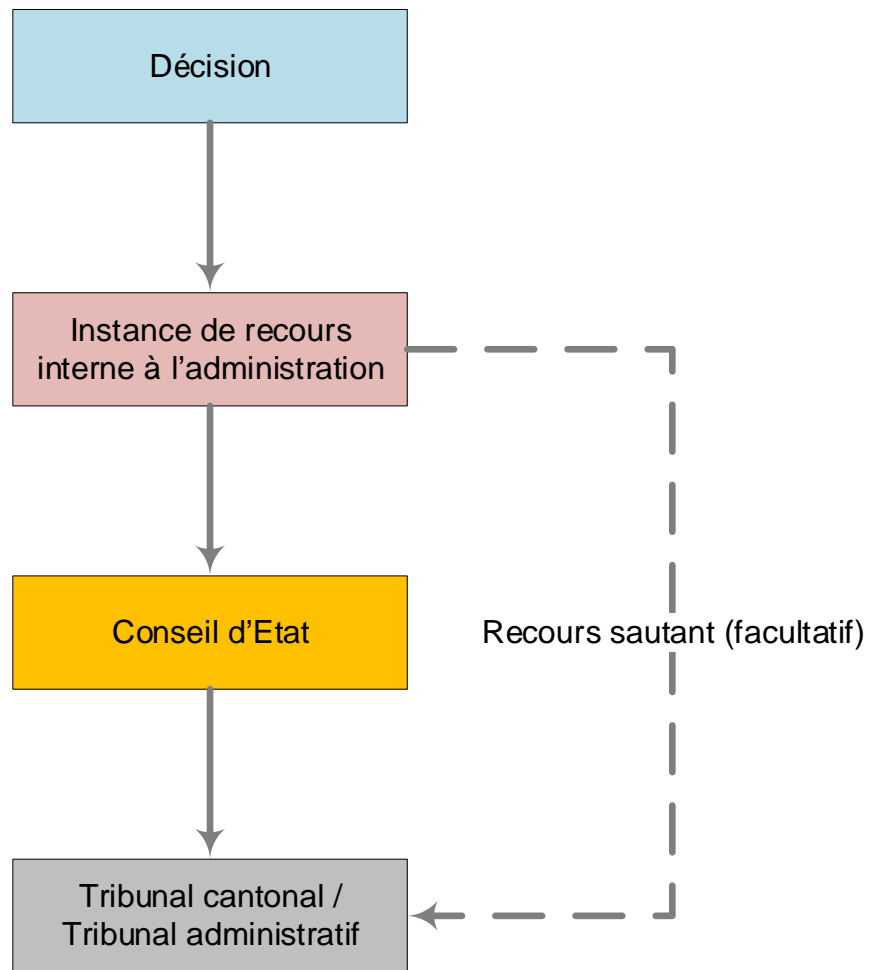 Décision
Instance de recours
interne à l’administration
Conseil d’Etat
Recours sautant (facultatif)
Tribunal cantonal /
Tribunal administratif